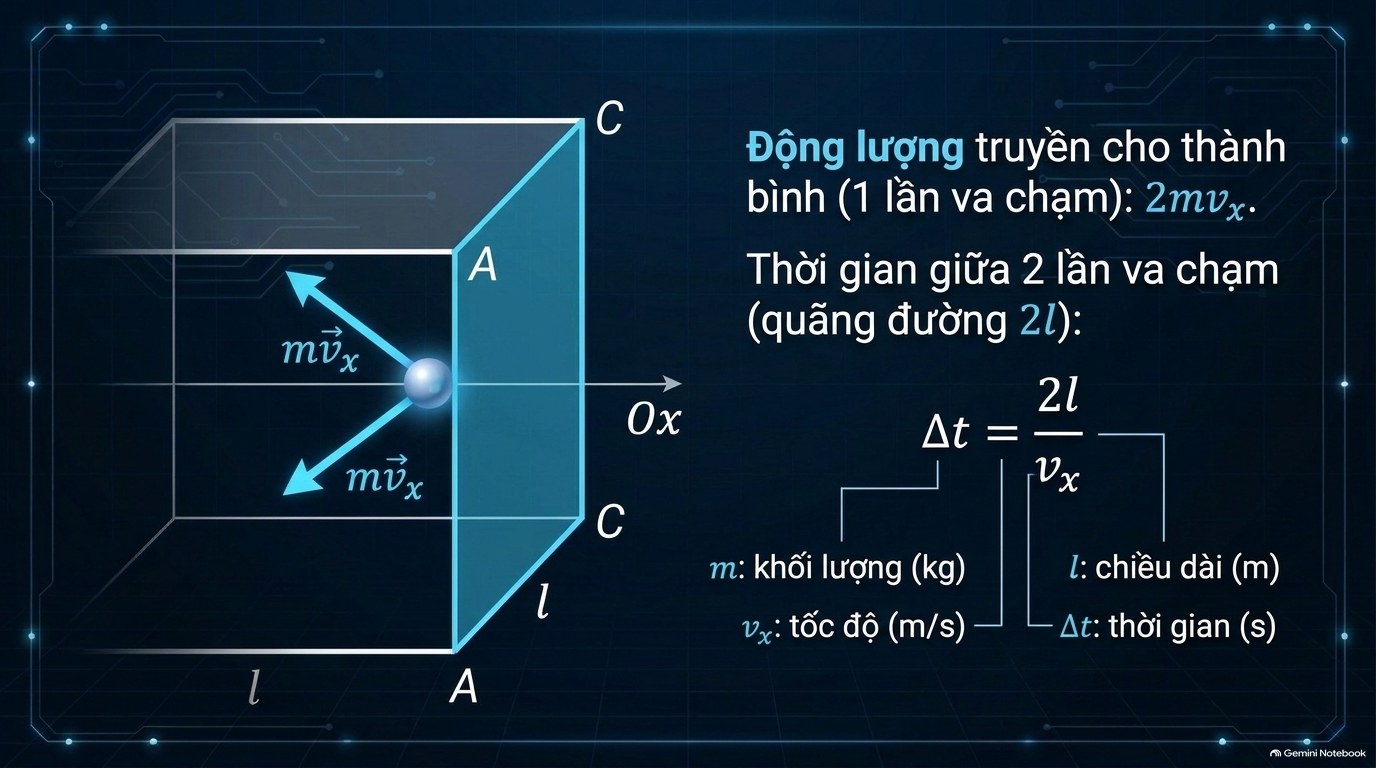 C
A
mv⃗ₓ
Ox
mv⃗ₓ
C
l
l
A
Động lượng truyền cho thành
bình (1 lần va chạm): 2mvₓ.
Thời gian giữa 2 lần va chạm
(quãng đường 2l):
Δt = 2l / vₓ
m: khối lượng (kg)
l: chiều dài (m)
vₓ: tốc độ (m/s)
Δt: thời gian (s)
Gemini Notebook